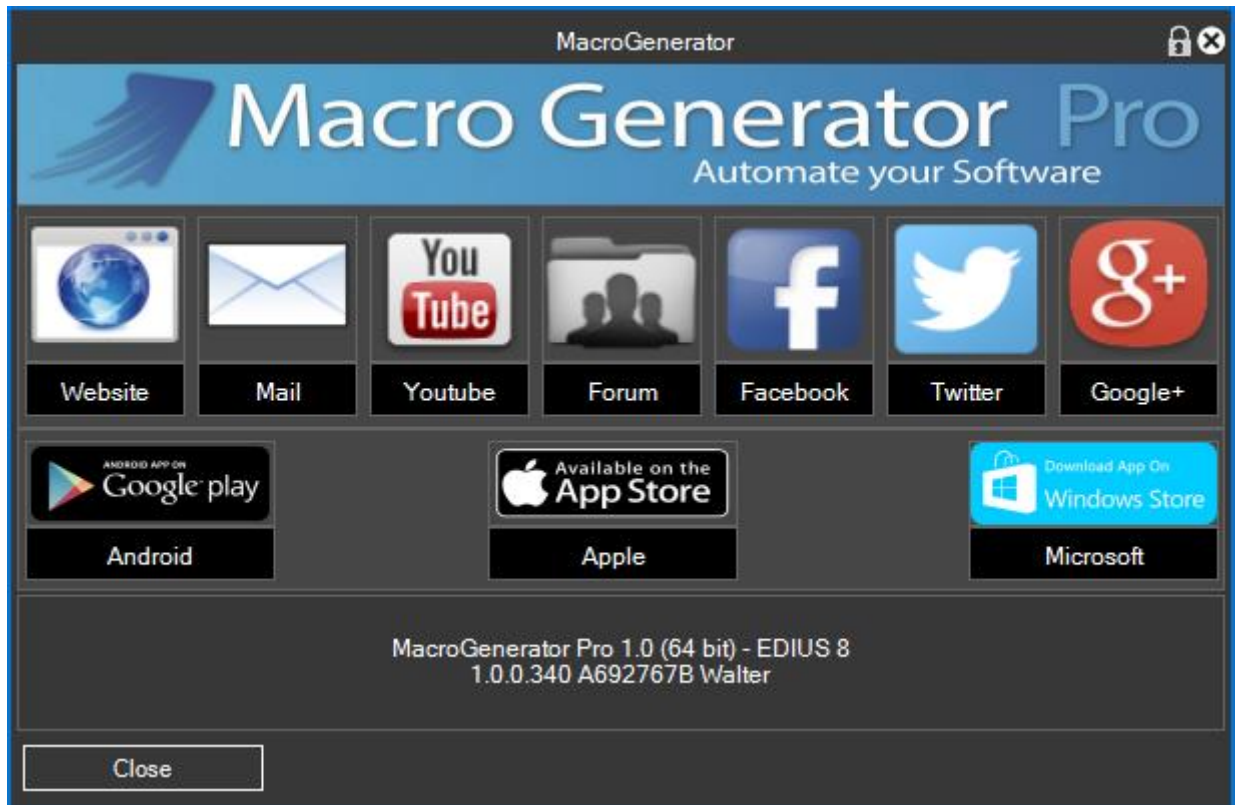 MacroGenerator
Macro Generator Pro
Automate your Software
You
Tube
f
g+
Website
Mail
Youtube
Forum
Facebook
Twitter
Google+
ANDROID APP ON
Google play
Available on the
App Store
Download App On
Windows Store
Android
Apple
Microsoft
MacroGenerator Pro 1.0 (64 bit) - EDIUS 8
1.0.0.340 A692767B Walter
Close